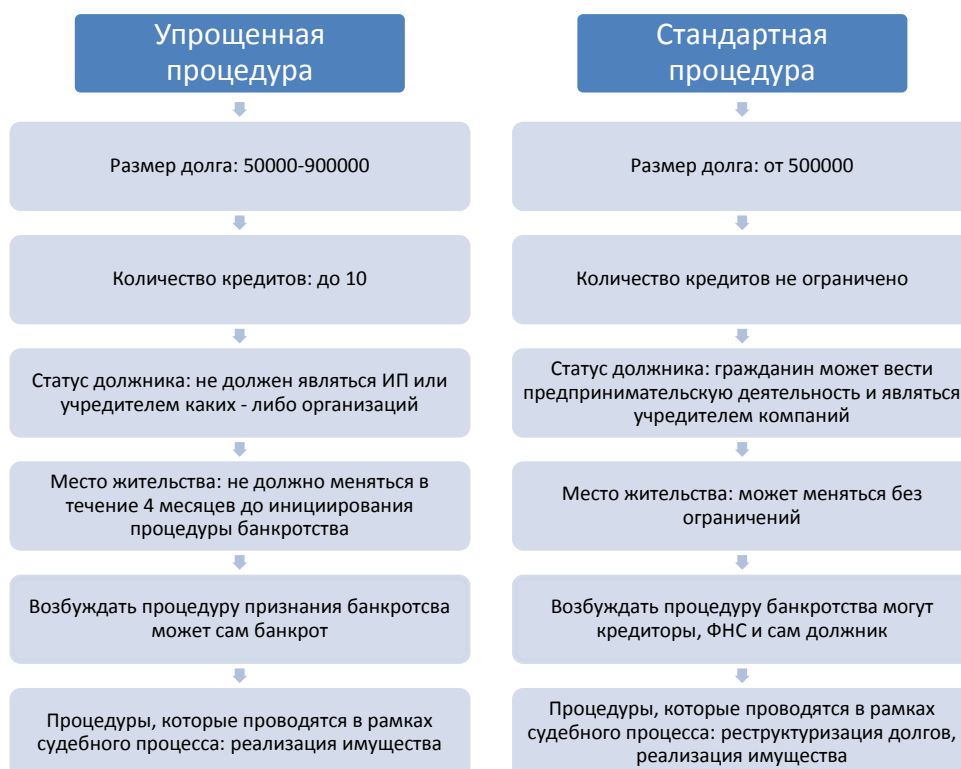 Упрощенная
процедура
Размер долга: 50000-900000
Количество кредитов: до 10
Статус должника: не должен являться ИП или
учредителем каких - либо организаций
Место жительства: не должно меняться в
течение 4 месяцев до инициирования
процедуры банкротства
Возбуждать процедуру признания банкротсва
может сам банкрот
Процедуры, которые проводятся в рамках
судебного процесса: реализация имущества
Стандартная
процедура
Размер долга: от 500000
Количество кредитов не ограничено
Статус должника: гражданин может вести
предпринимательскую деятельность и являться
учредителем компаний
Место жительства: может меняться без
ограничений
Возбуждать процедуру банкротства могут
кредиторы, ФНС и сам должник
Процедуры, которые проводятся в рамках
судебного процесса: реструктуризация долгов,
реализация имущества